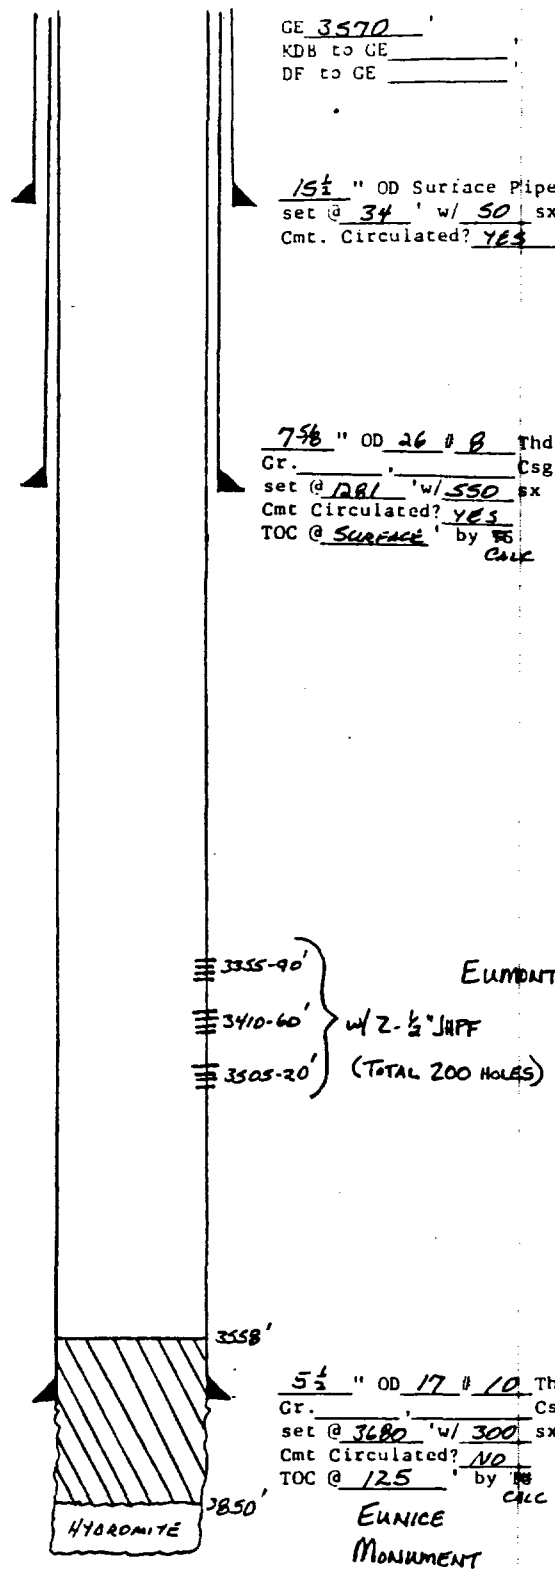 GE 3570 '
KDB to GE '
DF to GE
15½ " OD Surface Pipe
set @ 34 ' w/ 50 sx
Cmt. Circulated? YES
7⅝ " OD 26 # 8 Thd
Gr. , Csg
set @ 1281 'w/ 550 sx
Cmt Circulated? YES
TOC @ SURFACE ' by
CALC
3355-90' EUMONT
3410-60' w/ 2-½" JHPF
(TOTAL 200 HOLES)
3505-20'
3558'
5½ " OD 17 # 10 Th
Gr. , Cs
set @ 3680 'w/ 300 sx
Cmt Circulated? NO
TOC @ 125 ' by
CALC
3850'
HYDROMITE
EUNICE
MONUMENT